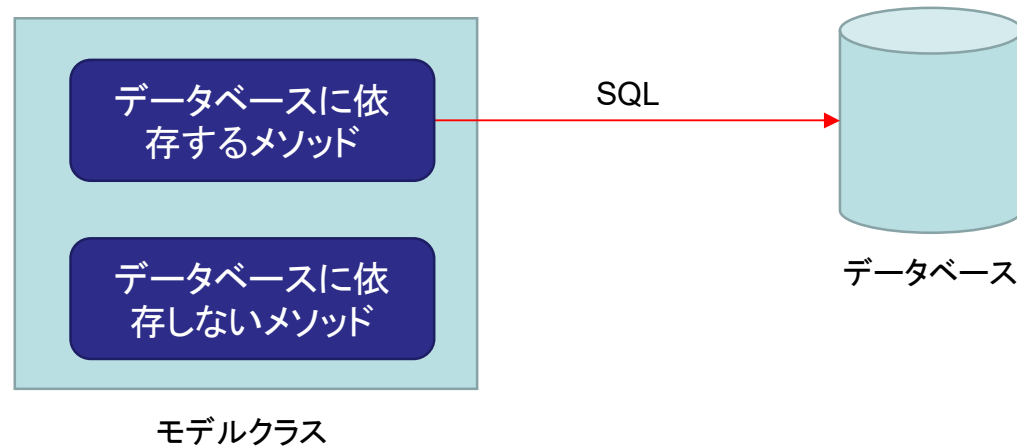 データベースに依
存するメソッド
SQL
データベースに依
存しないメソッド
データベース
モデルクラス